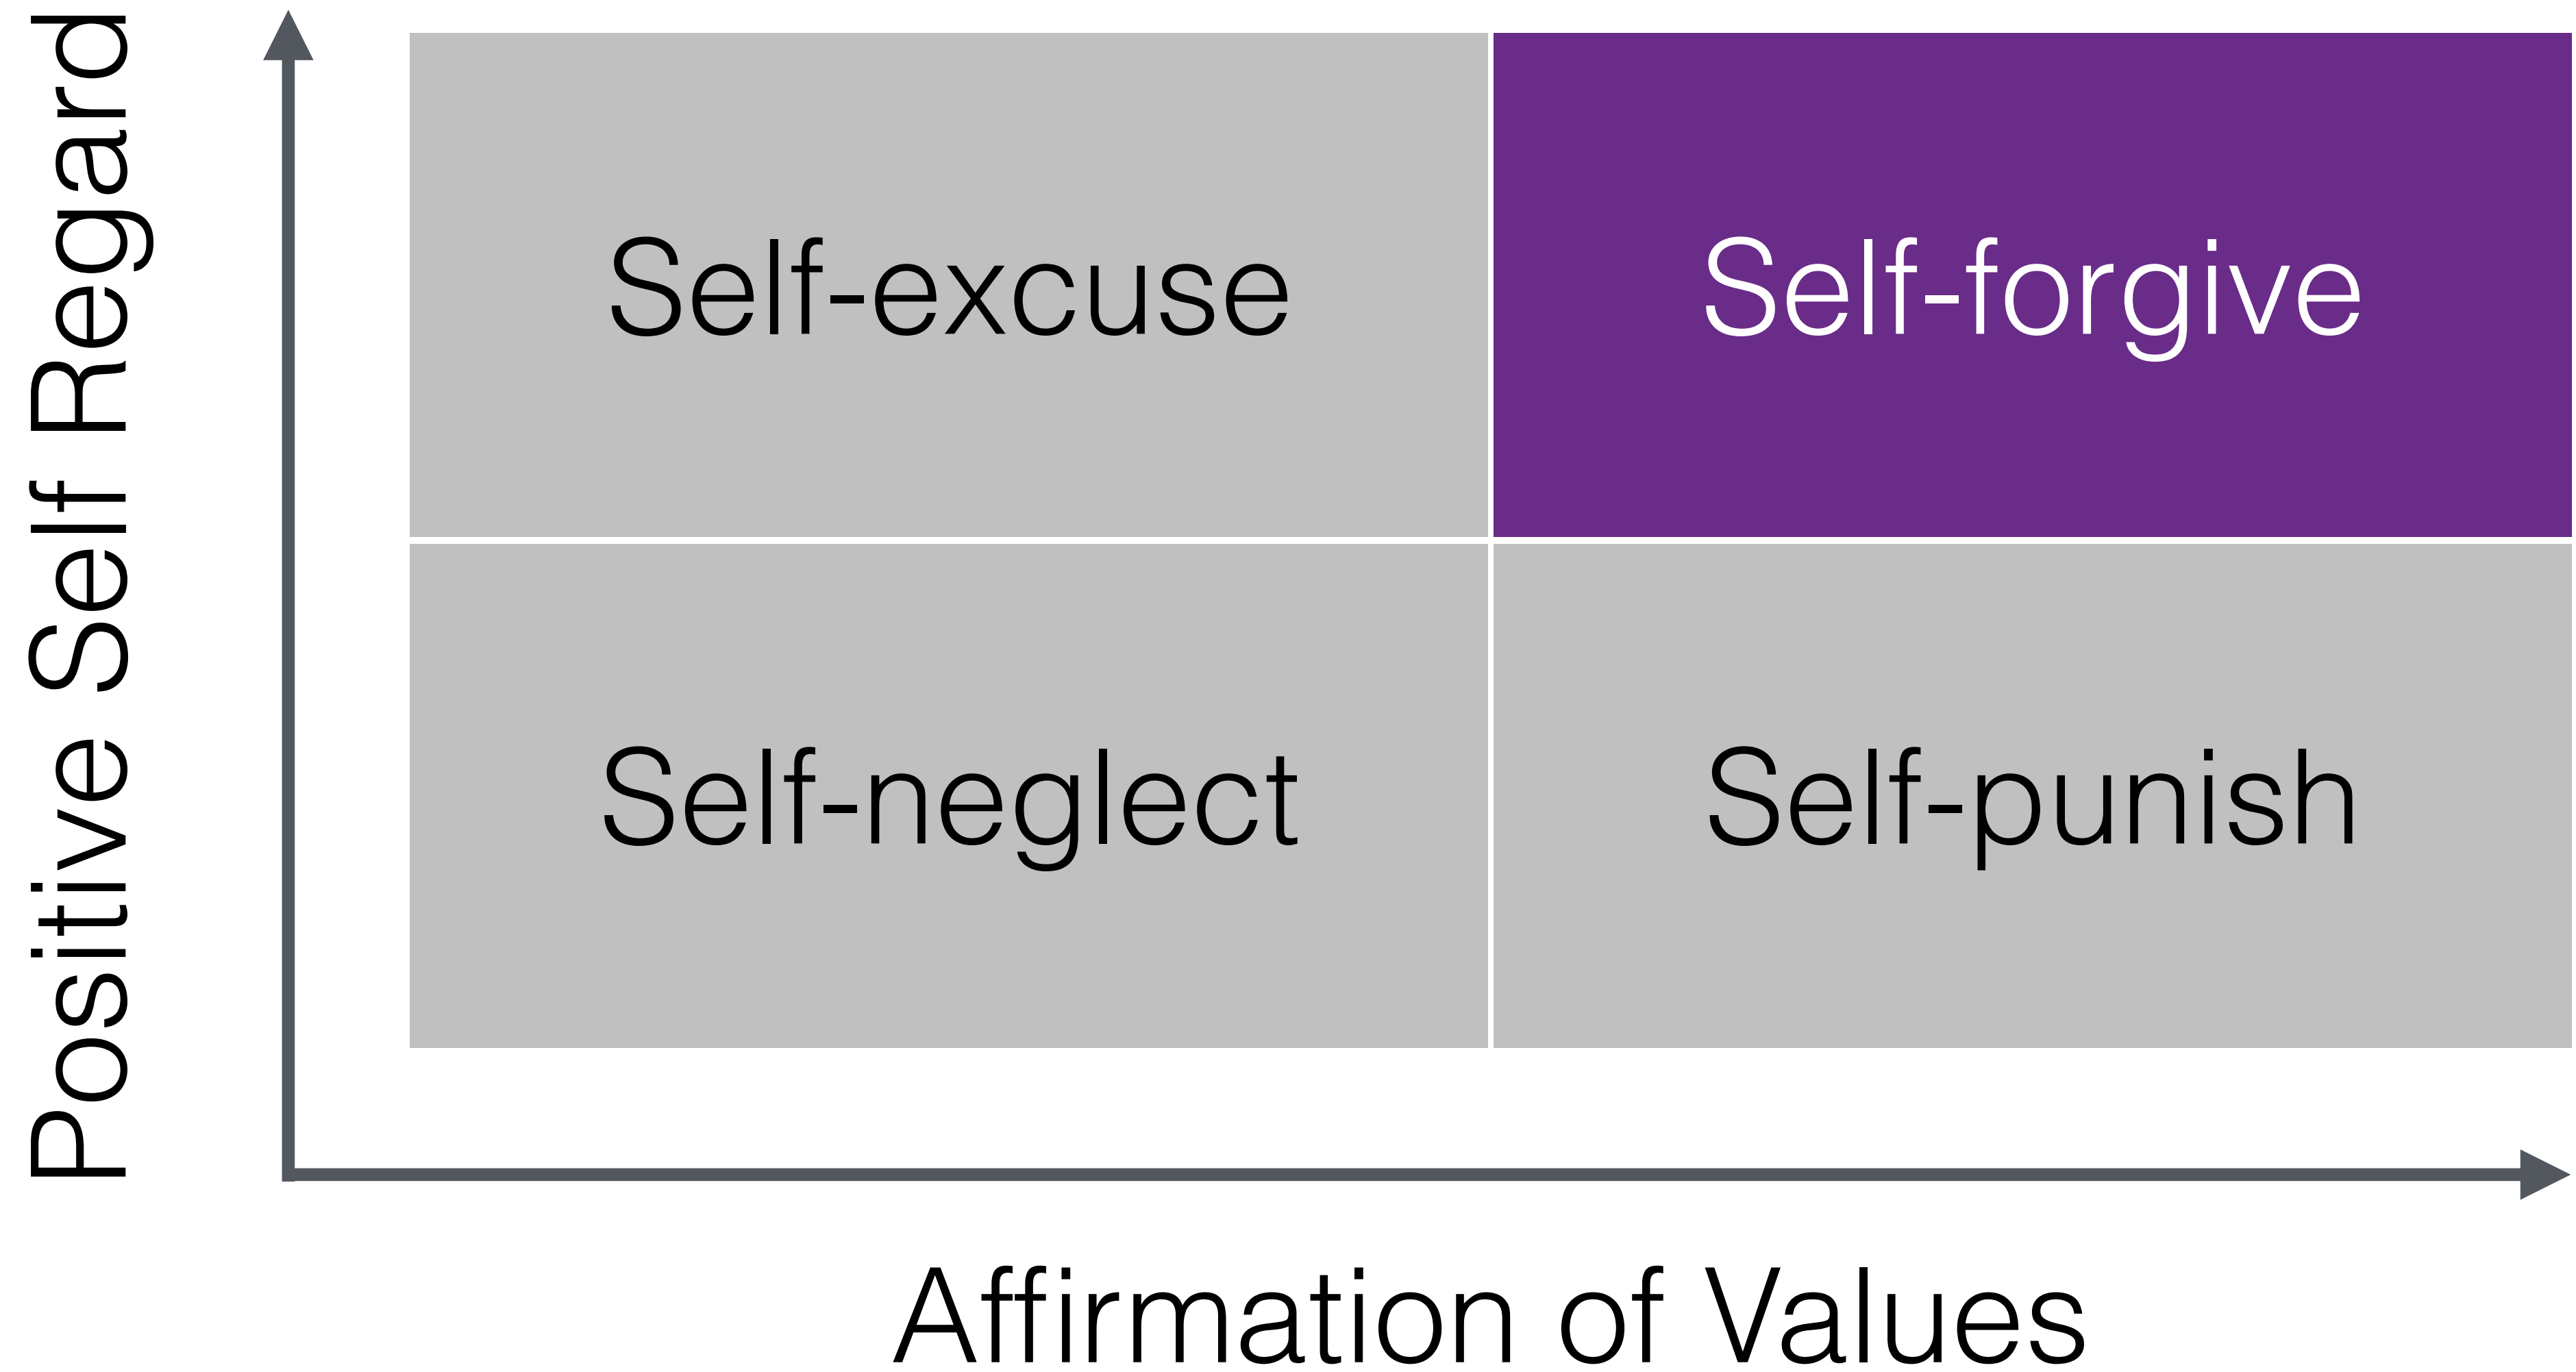 Positive Self Regard
Self-excuse
Self-forgive
Self-neglect
Self-punish
Affirmation of Values